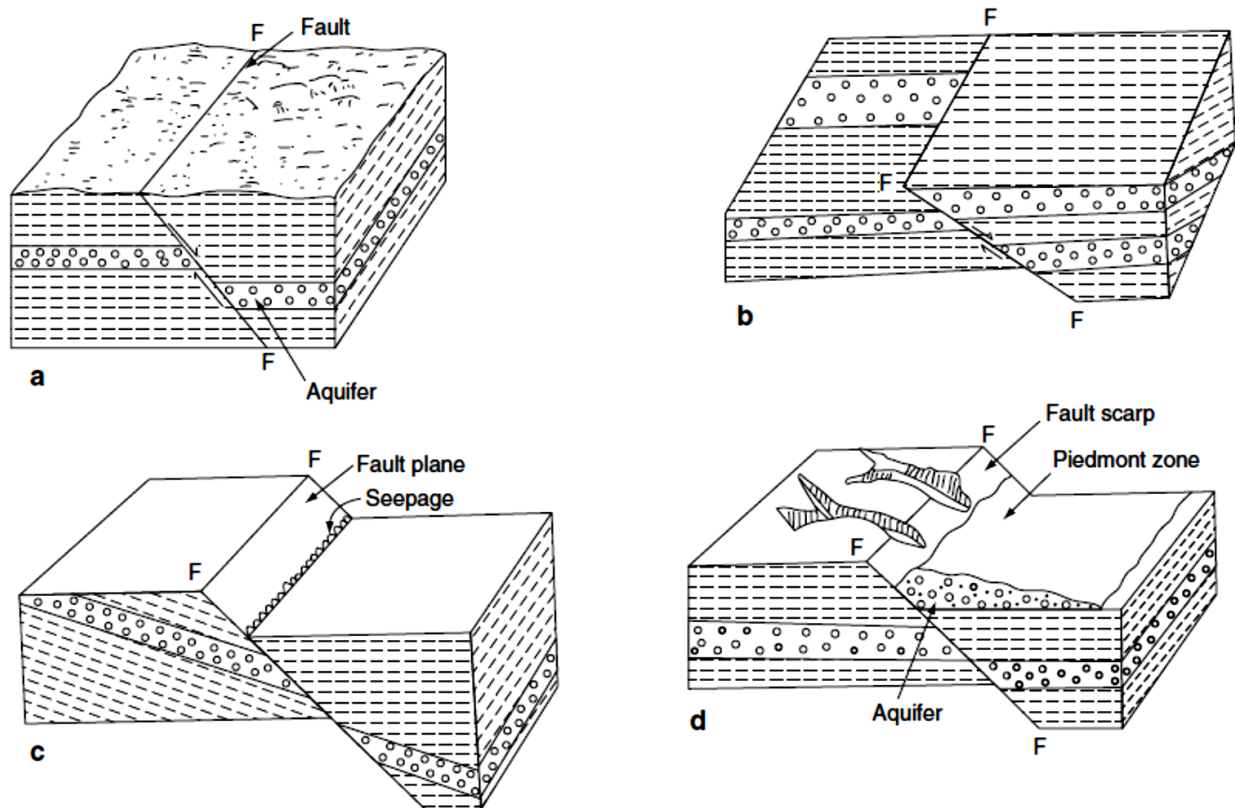 F
Fault
F
Aquifer
a
F
F
F
b
F
Fault plane
Seepage
F
c
F
Fault scarp
Piedmont zone
F
Aquifer
F
d